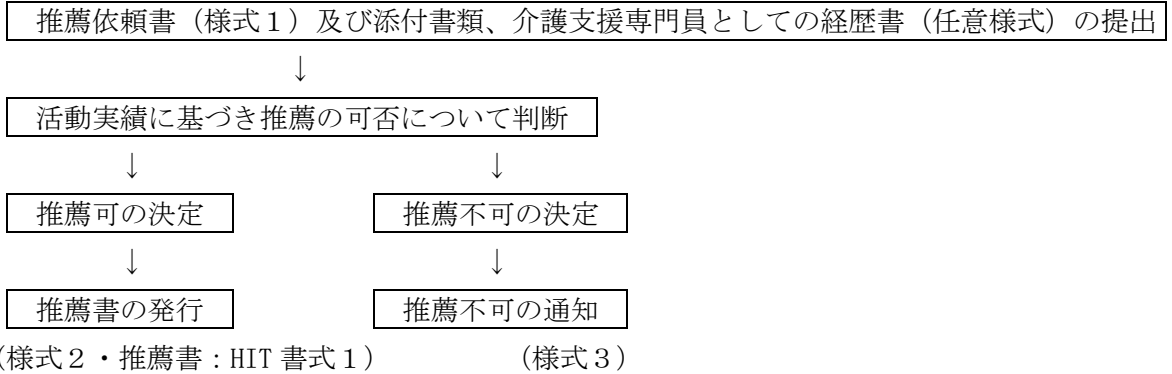 推薦依頼書（様式１）及び添付書類、介護支援専門員としての経歴書（任意様式）の提出
↓
活動実績に基づき推薦の可否について判断
↓ ↓
推薦可の決定 推薦不可の決定
↓ ↓
推薦書の発行 推薦不可の通知
（様式２・推薦書：HIT 書式１） （様式３）